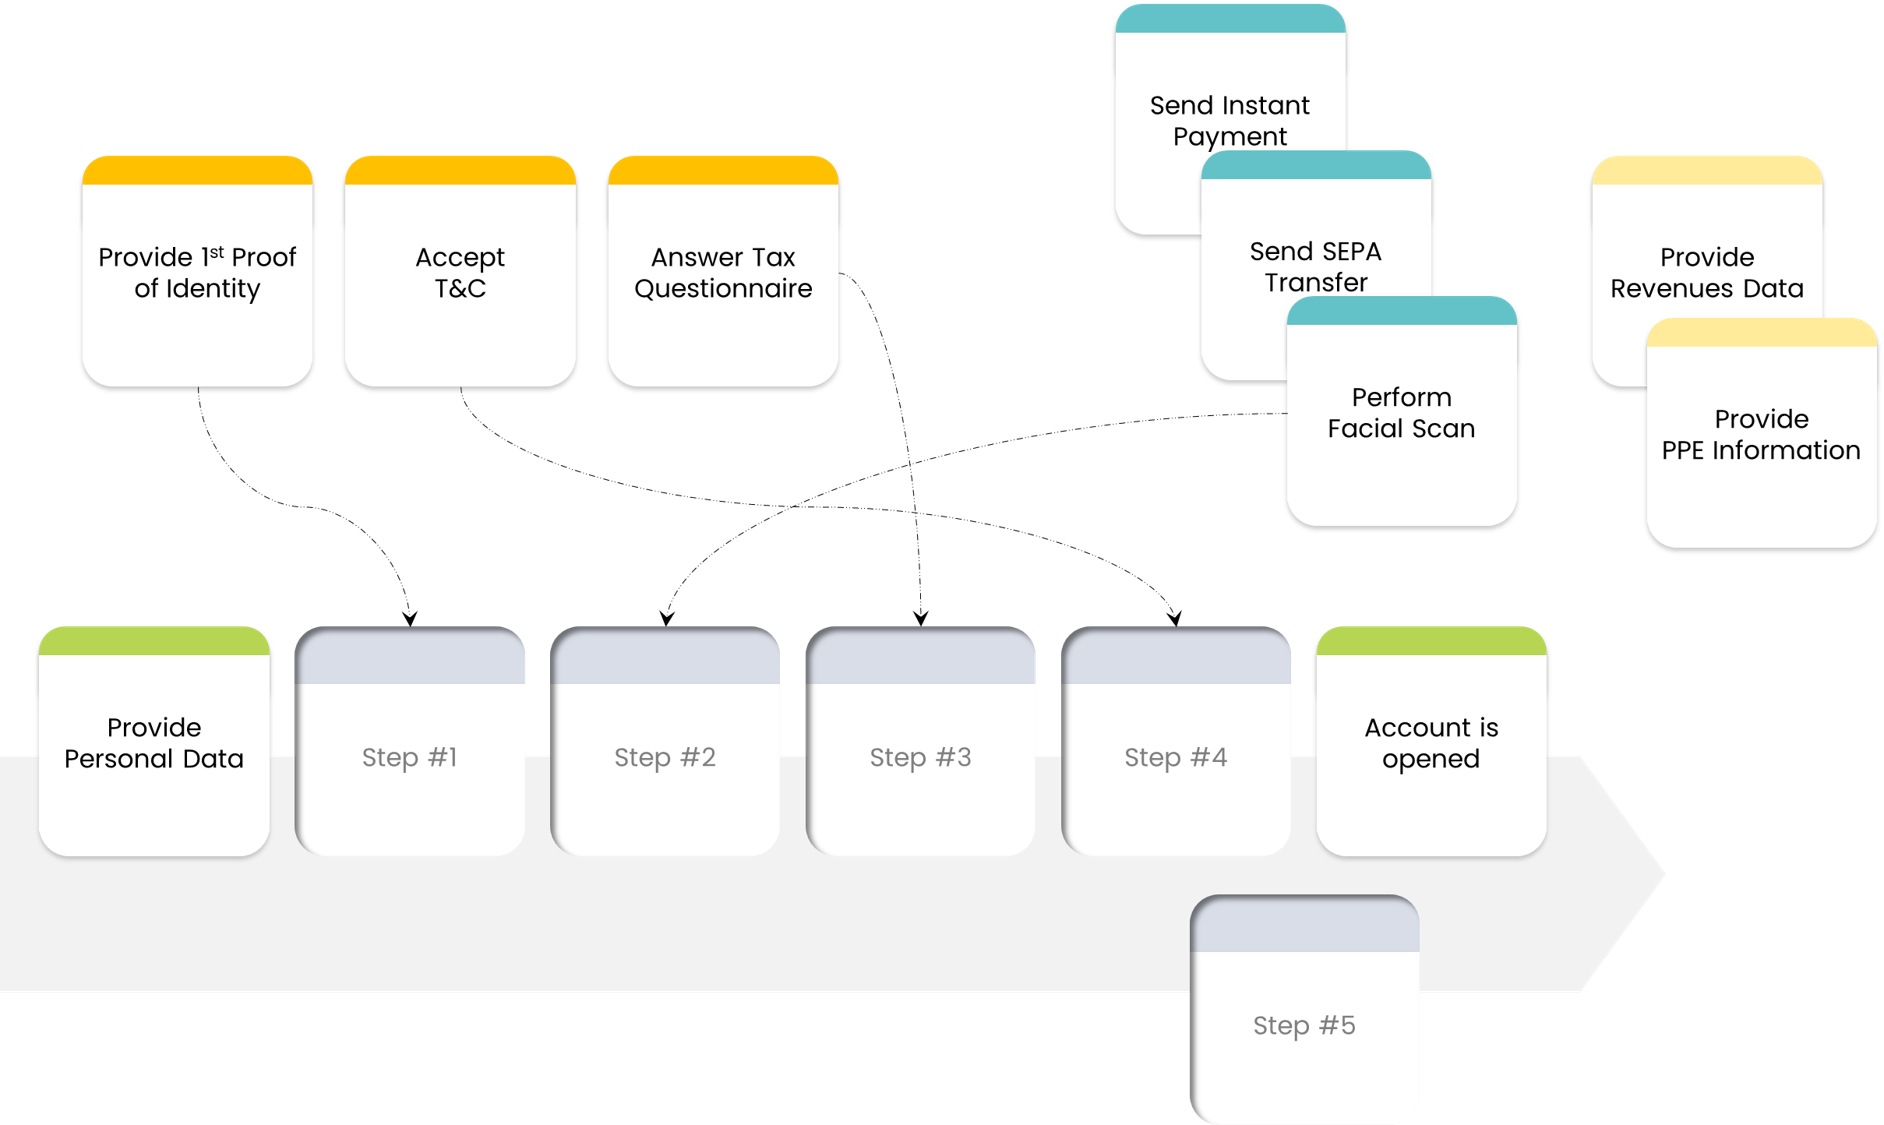 Send Instant
Payment
Provide 1st Proof
of Identity
Accept
T&C
Answer Tax
Questionnaire
Send SEPA
Transfer
Provide
Revenues Data
Perform
Facial Scan
Provide
PPE Information
Provide
Personal Data
Step #1
Step #2
Step #3
Step #4
Account is
opened
Step #5